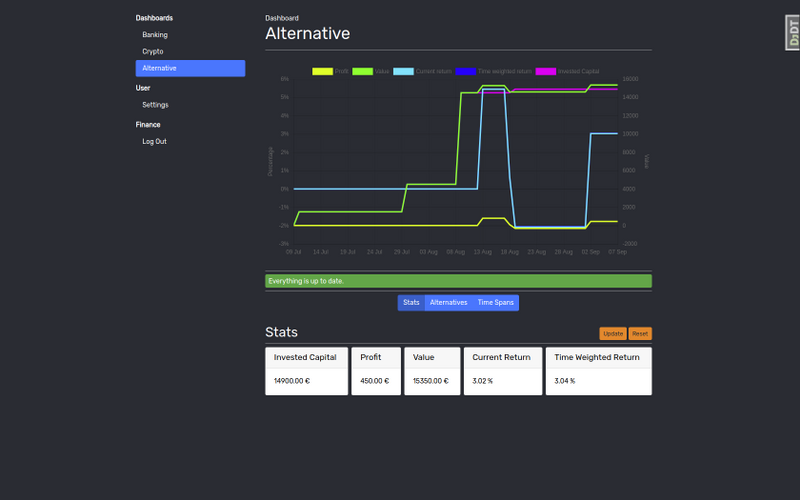 Dashboards
Banking
Crypto
Alternative
User
Settings
Finance
Log Out
Dashboard
Alternative
Profit Value Current return Time weighted return Invested Capital
6% 16000
5% 14000
4% 12000
3% 10000
2% 8000
1% 6000
0% 4000
-1% 2000
-2% 0
-3% -2000
Percentage
Value
09 Jul 14 Jul 19 Jul 24 Jul 29 Jul 03 Aug 08 Aug 13 Aug 18 Aug 23 Aug 28 Aug 02 Sep 07 Sep
Everything is up to date.
Stats Alternatives Time Spans
Stats
Update Reset
Invested Capital Profit Value Current Return Time Weighted Return
14900.00 € 450.00 € 15350.00 € 3.02 % 3.04 %